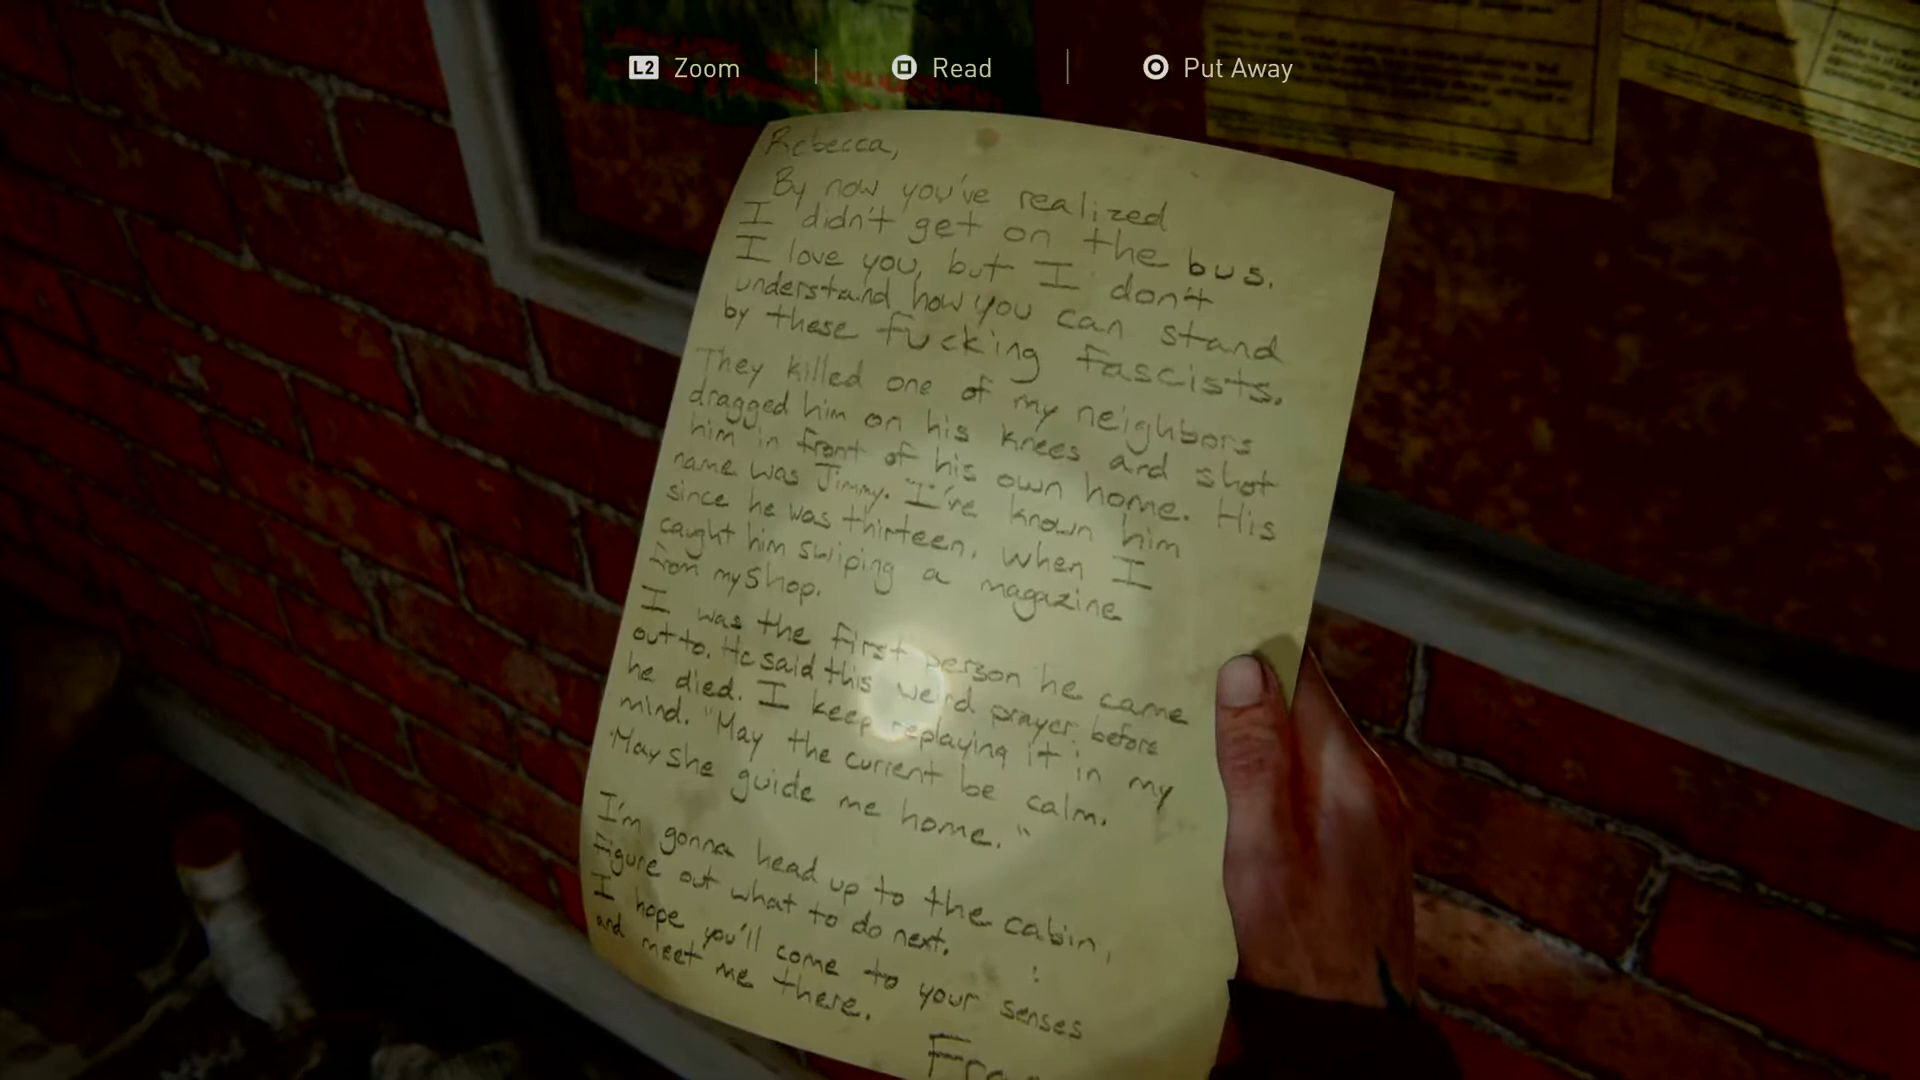 L2 Zoom | Read | Put Away
Rebecca,
By now you've realized
I didn't get on the bus.
I love you, but I don't
understand how you can stand
by these fucking fascists.
They killed one of my neighbors
dragged him on his knees and shot
him in front of his own home. His
name was Jimmy. I've known him
since he was thirteen. When I
caught him swiping a magazine
from my shop.
I was the first person he came
out to. He said this weird prayer before
he died. I keep replaying it in my
mind. "May the current be calm.
May she guide me home."
I'm gonna head up to the cabin,
figure out what to do next.
I hope you'll come to your senses
and meet me there.